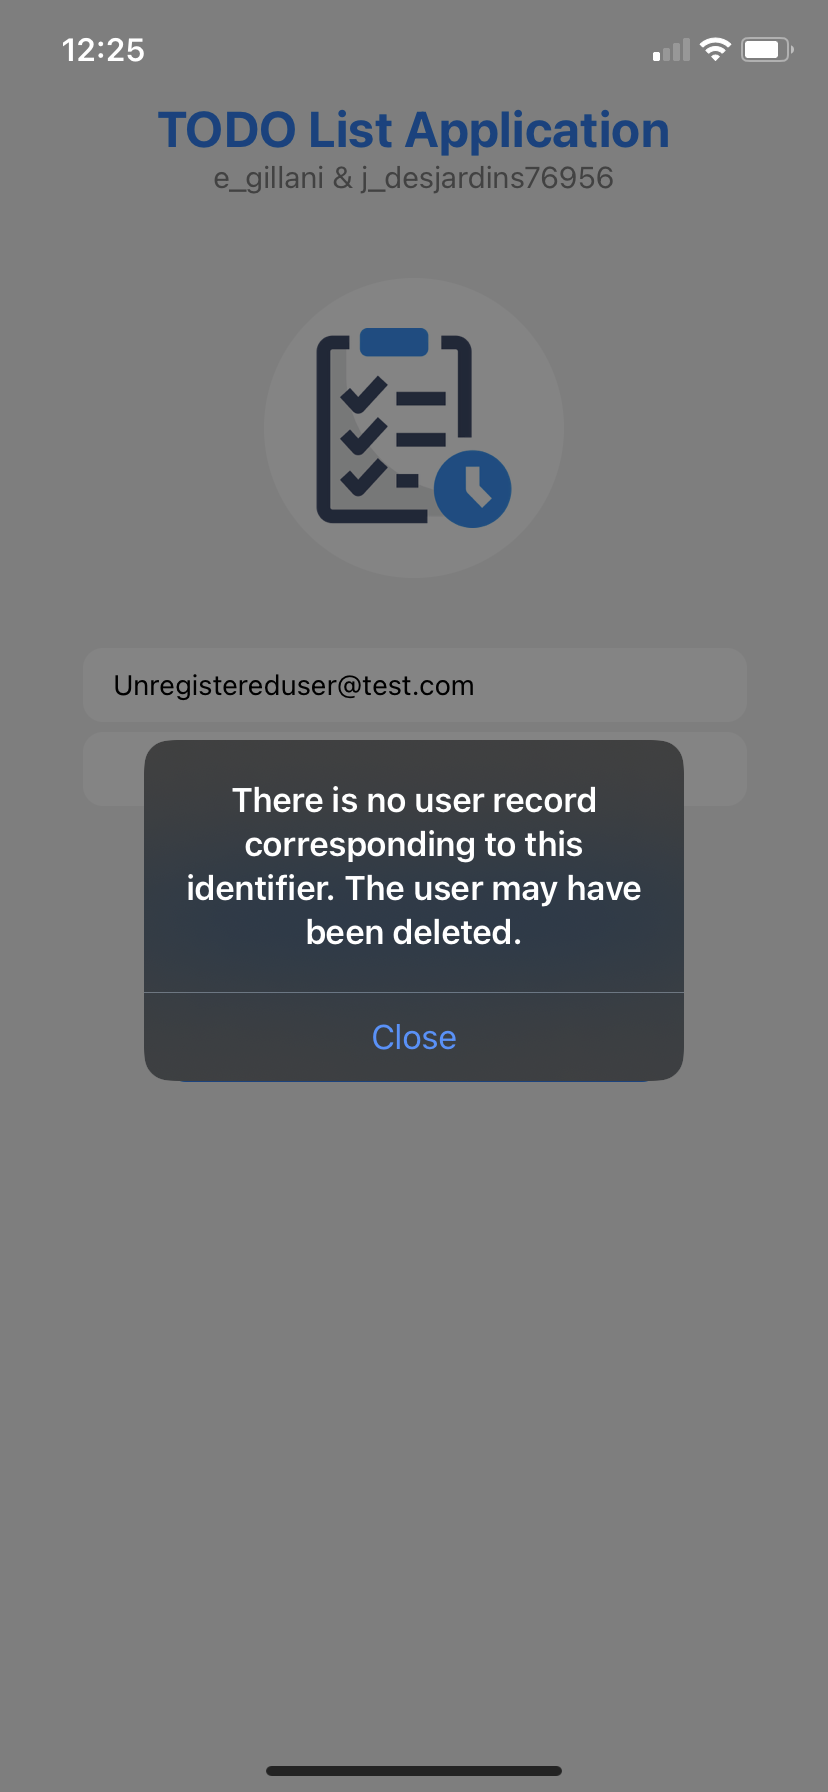 12:25
TODO List Application
e_gillani & j_desjardins76956
Unregistereduser@test.com
There is no user record
corresponding to this
identifier. The user may have
been deleted.
Close